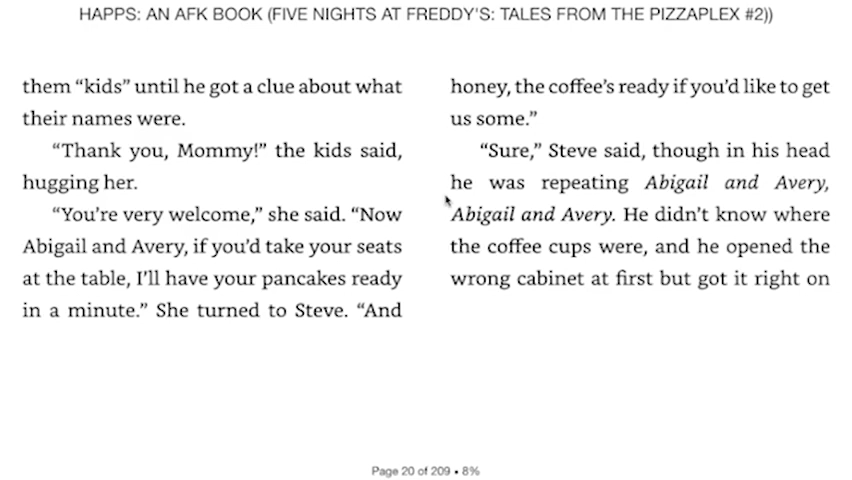 HAPPS: AN AFK BOOK (FIVE NIGHTS AT FREDDY'S: TALES FROM THE PIZZAPLEX #2))
them “kids” until he got a clue about what
their names were.
“Thank you, Mommy!” the kids said,
hugging her.
“You’re very welcome,” she said. “Now
Abigail and Avery, if you’d take your seats
at the table, I’ll have your pancakes ready
in a minute.” She turned to Steve. “And
honey, the coffee’s ready if you’d like to get
us some.”
“Sure,” Steve said, though in his head
he was repeating Abigail and Avery,
Abigail and Avery. He didn’t know where
the coffee cups were, and he opened the
wrong cabinet at first but got it right on
Page 20 of 209 • 8%